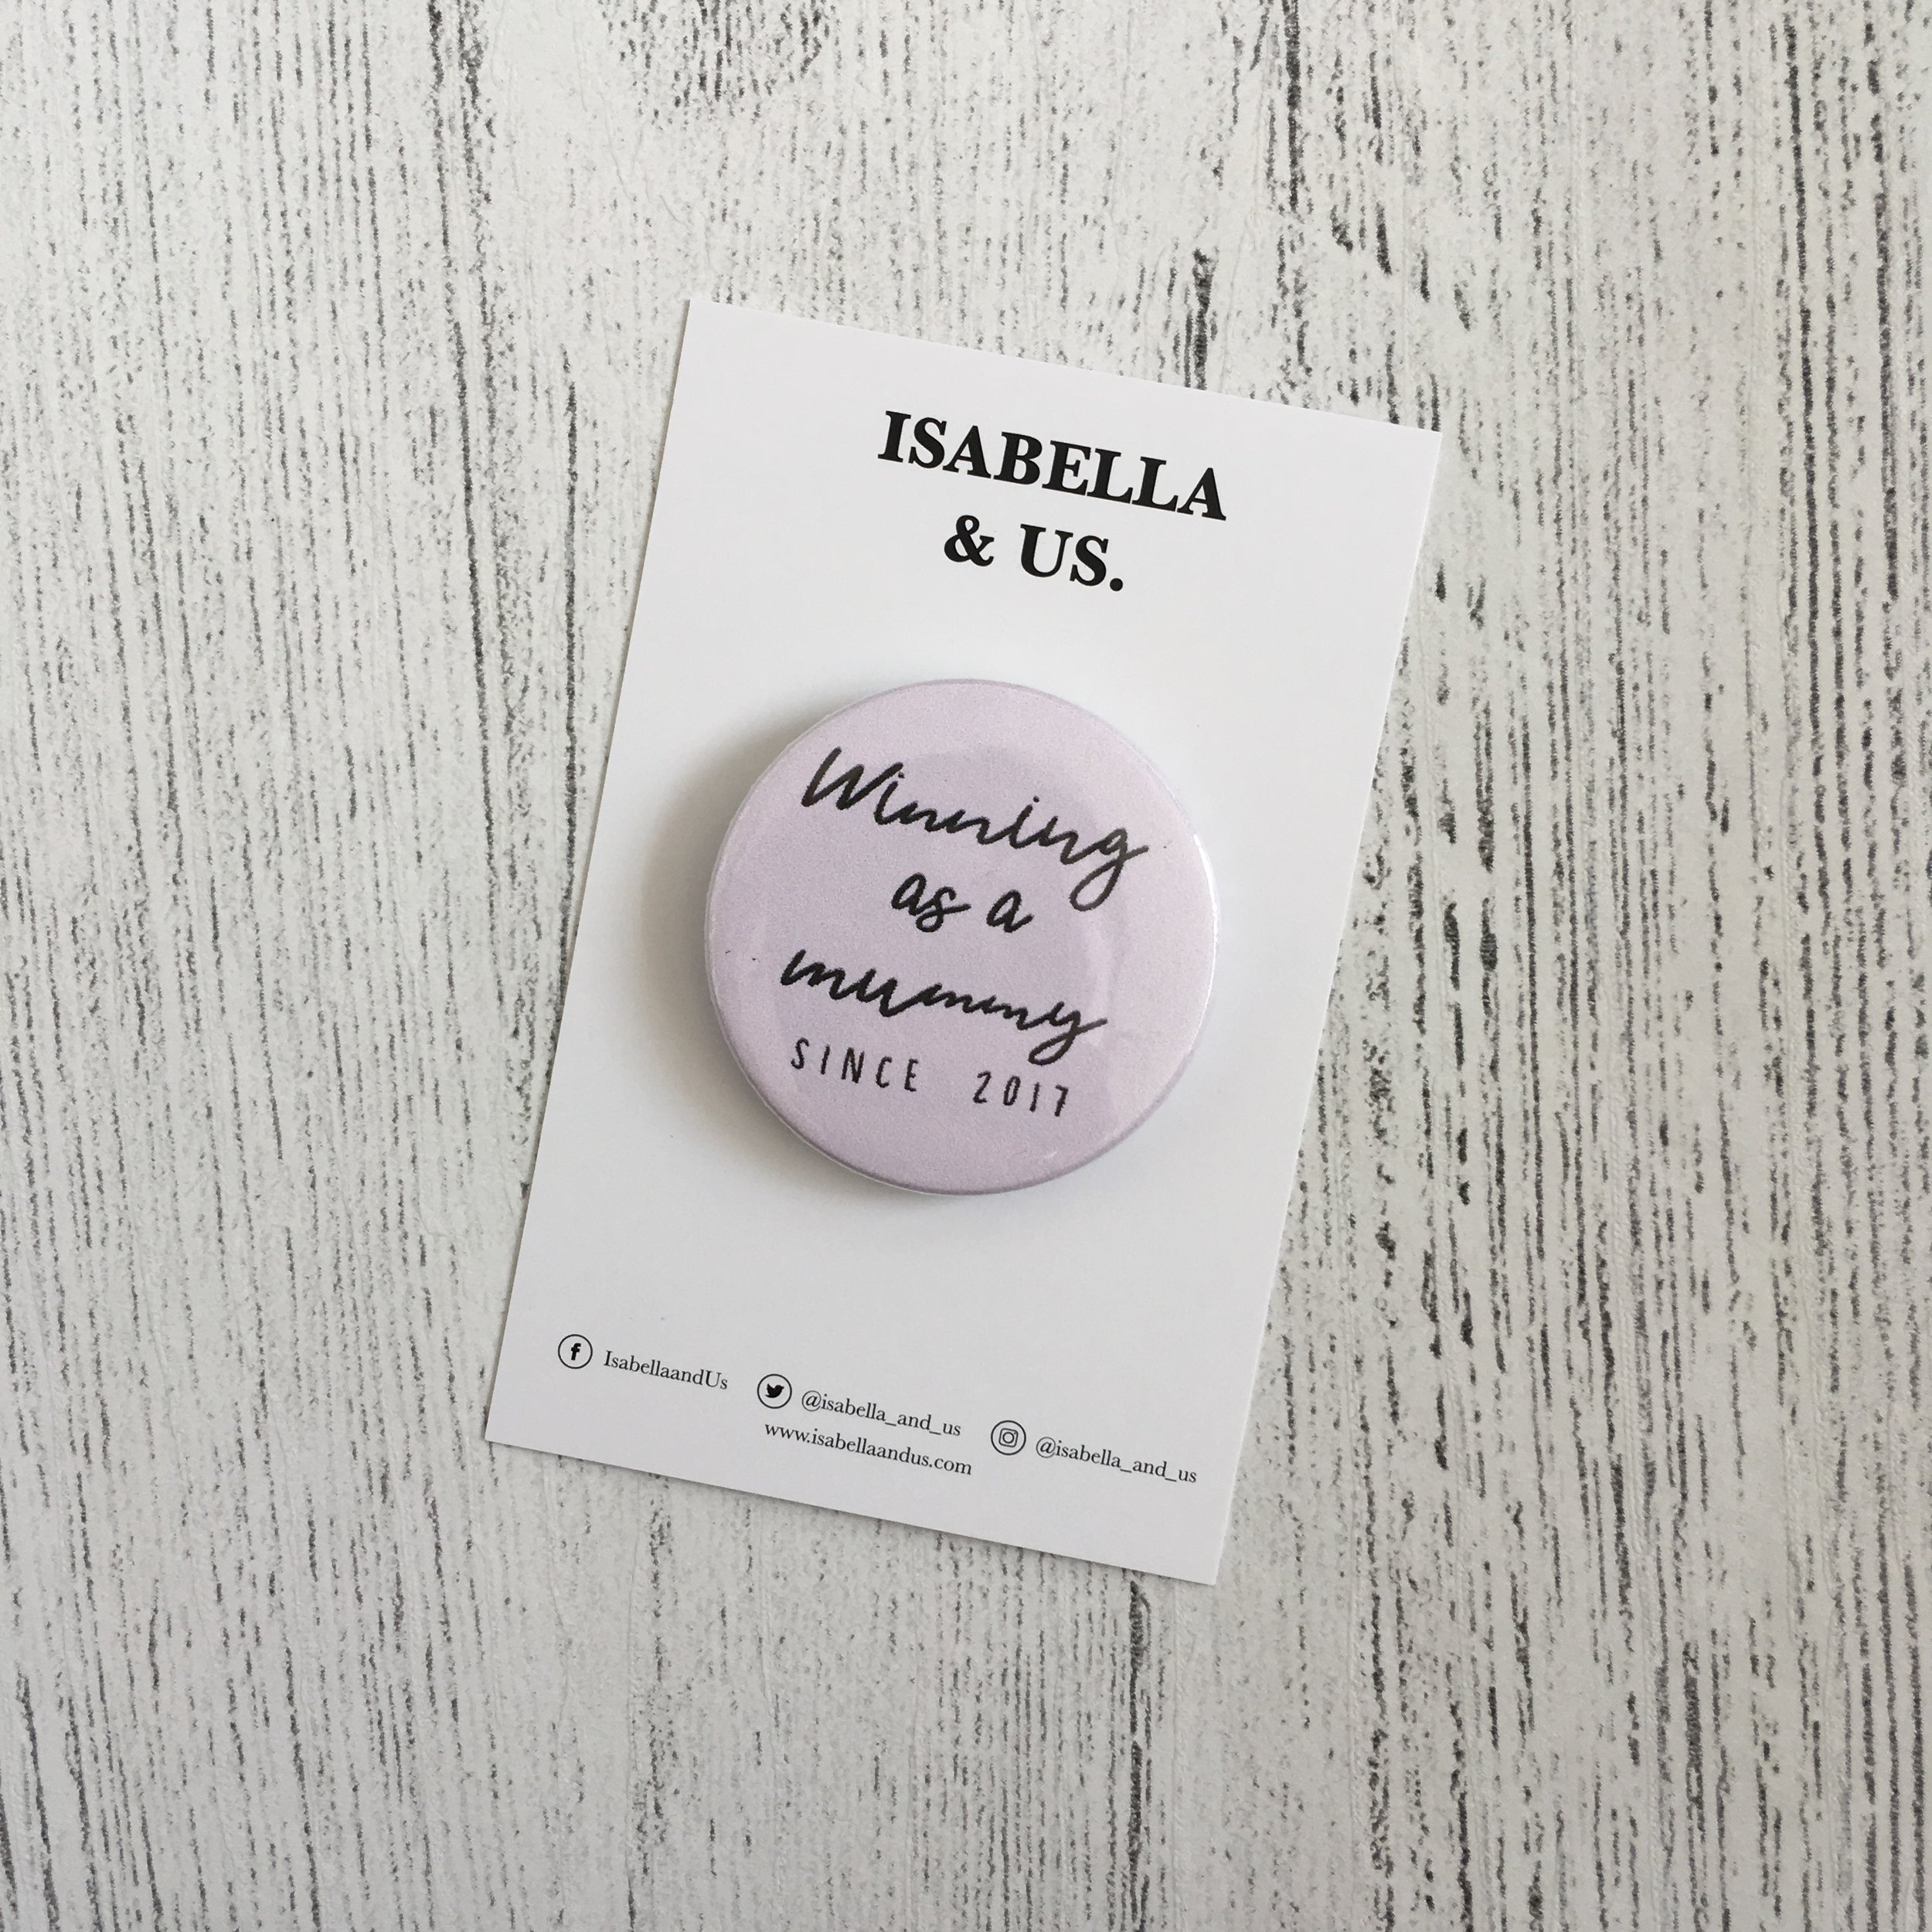 ISABELLA
& US.
Winning
as a
mummy
SINCE 2017
IsabellaandUs @isabella_and_us @isabella_and_us
www.isabellaandus.com